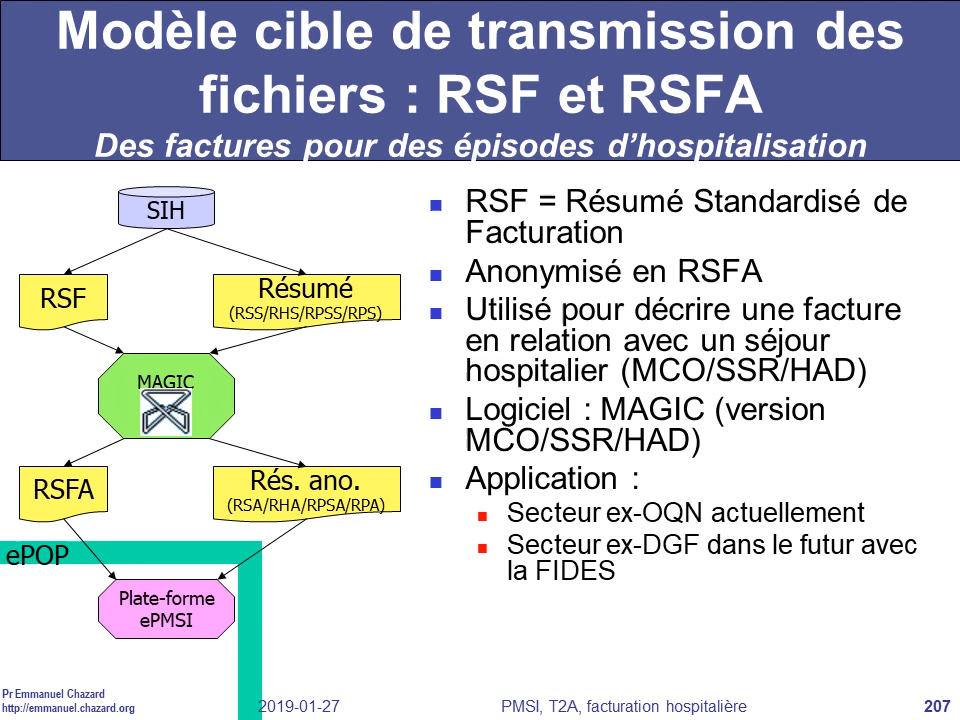 Modèle cible de transmission des
fichiers : RSF et RSFA
Des factures pour des épisodes d’hospitalisation
SIH
RSF
Résumé
(RSS/RHS/RPSS/RPS)
MAGIC
RSFA
Rés. ano.
(RSA/RHA/RPSA/RPA)
ePOP
Plate-forme
ePMSI
RSF = Résumé Standardisé de
Facturation
Anonymisé en RSFA
Utilisé pour décrire une facture
en relation avec un séjour
hospitalier (MCO/SSR/HAD)
Logiciel : MAGIC (version
MCO/SSR/HAD)
Application :
Secteur ex-OQN actuellement
Secteur ex-DGF dans le futur avec
la FIDES
Pr Emmanuel Chazard
http://emmanuel.chazard.org
2019-01-27
PMSI, T2A, facturation hospitalière
207